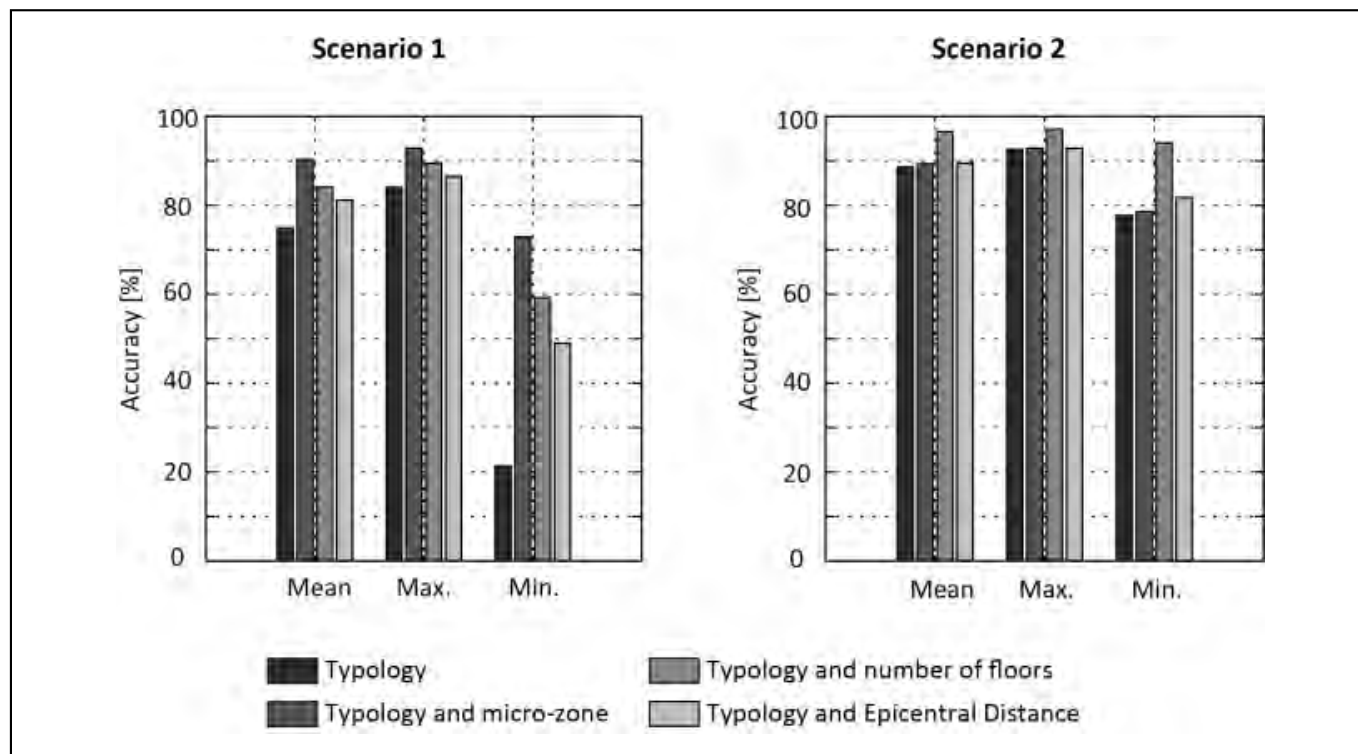 Scenario 1
Scenario 2
Accuracy [%]
100
80
60
40
20
0
Mean Max. Min.
Accuracy [%]
100
80
60
40
20
0
Mean Max. Min.
Typology
Typology and number of floors
Typology and micro-zone
Typology and Epicentral Distance